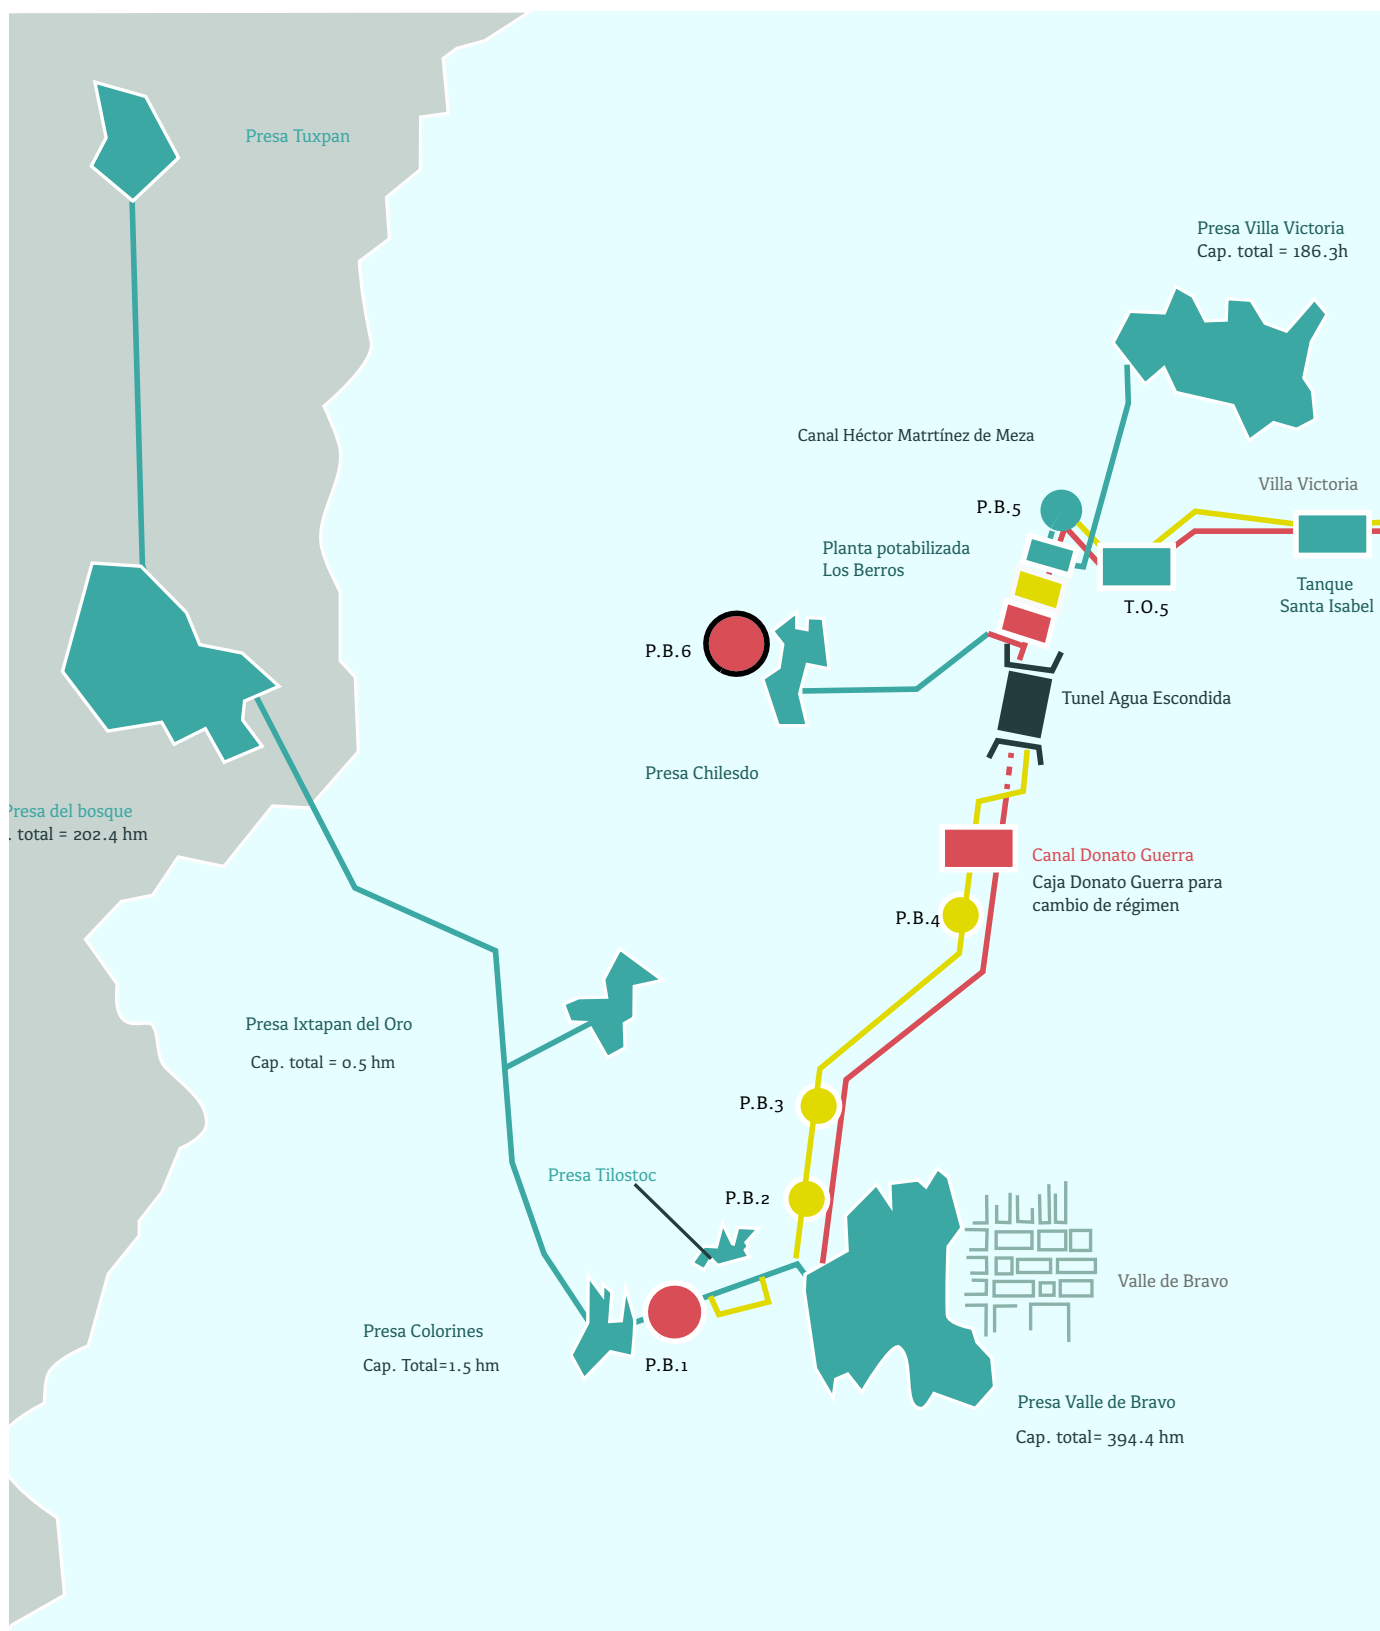 Presa Tuxpan
Presa Villa Victoria
Cap. total = 186.3h
Canal Héctor Matrtínez de Meza
Villa Victoria
P.B.5
Planta potabilizada
Los Berros
Tanque
Santa Isabel
T.O.5
P.B.6
Tunel Agua Escondida
Presa Chilesdo
Presa del bosque
. total = 202.4 hm
Canal Donato Guerra
Caja Donato Guerra para
cambio de régimen
P.B.4
Presa Ixtapan del Oro
Cap. total = 0.5 hm
P.B.3
Presa Tilostoc
P.B.2
Valle de Bravo
Presa Colorines
Cap. Total=1.5 hm
P.B.1
Presa Valle de Bravo
Cap. total= 394.4 hm